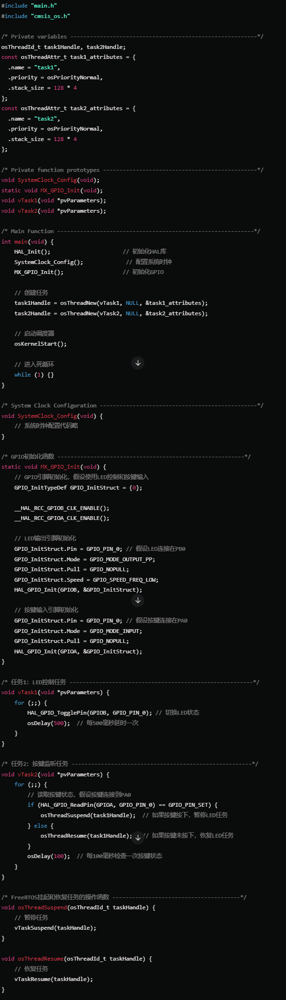 #include "main.h"
#include "cmsis_os.h"
/* Private variables ---------------------------------------------------------*/
osThreadId_t task1Handle, task2Handle;
const osThreadAttr_t task1_attributes = {
  .name = "task1",
  .priority = osPriorityNormal,
  .stack_size = 128 * 4
};
const osThreadAttr_t task2_attributes = {
  .name = "task2",
  .priority = osPriorityNormal,
  .stack_size = 128 * 4
};
/* Private function prototypes -----------------------------------------------*/
void SystemClock_Config(void);
static void MX_GPIO_Init(void);
void vTask1(void *pvParameters);
void vTask2(void *pvParameters);
/* Main Function ------------------------------------------------------------*/
int main(void) {
    HAL_Init();                      // 初始化HAL库
    SystemClock_Config();             // 配置系统时钟
    MX_GPIO_Init();                  // 初始化GPIO
    // 创建任务
    task1Handle = osThreadNew(vTask1, NULL, &task1_attributes);
    task2Handle = osThreadNew(vTask2, NULL, &task2_attributes);
    // 启动调度器
    osKernelStart();
    // 进入死循环
    while (1) {}
}
/* System Clock Configuration ------------------------------------------------*/
void SystemClock_Config(void) {
    // 系统时钟配置代码略
}
/* GPIO初始化函数 ---------------------------------------------------------*/
static void MX_GPIO_Init(void) {
    // GPIO引脚初始化，假设使用LED控制和按键输入
    GPIO_InitTypeDef GPIO_InitStruct = {0};
    __HAL_RCC_GPIOB_CLK_ENABLE();
    __HAL_RCC_GPIOA_CLK_ENABLE();
    // LED输出引脚初始化
    GPIO_InitStruct.Pin = GPIO_PIN_0; // 假设LED连接在PB0
    GPIO_InitStruct.Mode = GPIO_MODE_OUTPUT_PP;
    GPIO_InitStruct.Pull = GPIO_NOPULL;
    GPIO_InitStruct.Speed = GPIO_SPEED_FREQ_LOW;
    HAL_GPIO_Init(GPIOB, &GPIO_InitStruct);
    // 按键输入引脚初始化
    GPIO_InitStruct.Pin = GPIO_PIN_0; // 假设按键连接在PA0
    GPIO_InitStruct.Mode = GPIO_MODE_INPUT;
    GPIO_InitStruct.Pull = GPIO_NOPULL;
    HAL_GPIO_Init(GPIOA, &GPIO_InitStruct);
}
/* 任务1: LED控制任务 --------------------------------------------------------*/
void vTask1(void *pvParameters) {
    for (;;) {
        HAL_GPIO_TogglePin(GPIOB, GPIO_PIN_0); // 切换LED状态
        osDelay(500);  // 每500毫秒延时一次
    }
}
/* 任务2: 按键监听任务 -------------------------------------------------------*/
void vTask2(void *pvParameters) {
    for (;;) {
        // 读取按键状态，假设按键连接到PA0
        if (HAL_GPIO_ReadPin(GPIOA, GPIO_PIN_0) == GPIO_PIN_SET) {
            osThreadSuspend(task1Handle);  // 如果按键按下，暂停LED任务
        } else {
            osThreadResume(task1Handle);  // 如果按键未按下，恢复LED任务
        }
        osDelay(100);  // 每100毫秒检查一次按键状态
    }
}
/* FreeRTOS挂起和恢复任务的操作函数 ---------------------------------------*/
void osThreadSuspend(osThreadId_t taskHandle) {
    // 暂停任务
    vTaskSuspend(taskHandle);
}
void osThreadResume(osThreadId_t taskHandle) {
    // 恢复任务
    vTaskResume(taskHandle);
}